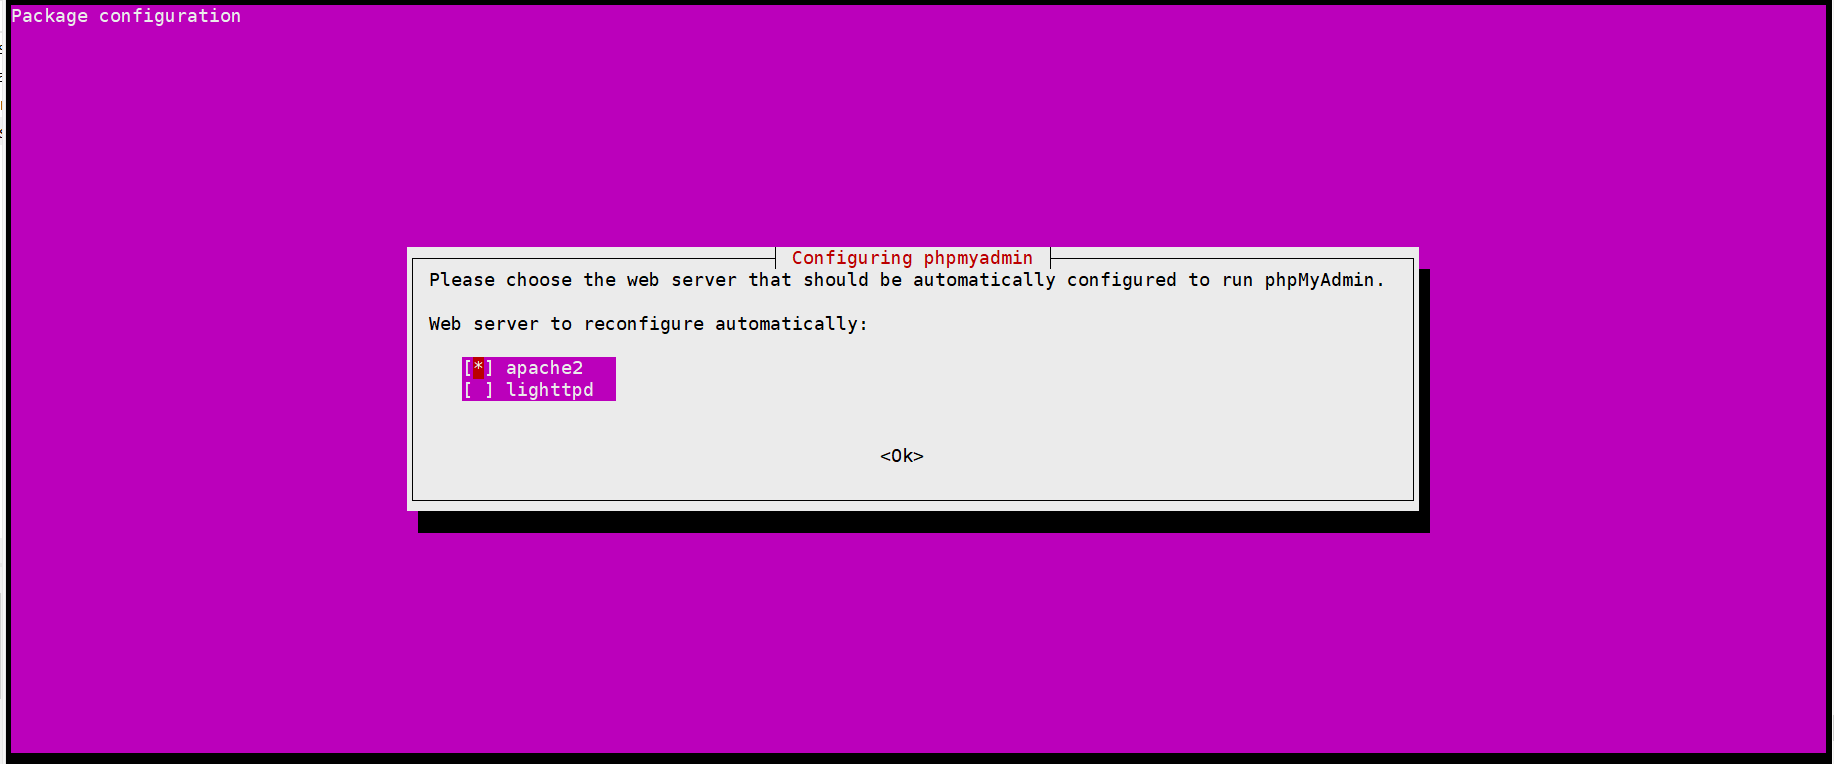 Package configuration
Configuring phpmyadmin
Please choose the web server that should be automatically configured to run phpMyAdmin.
Web server to reconfigure automatically:
[*] apache2
[ ] lighttpd
<Ok>